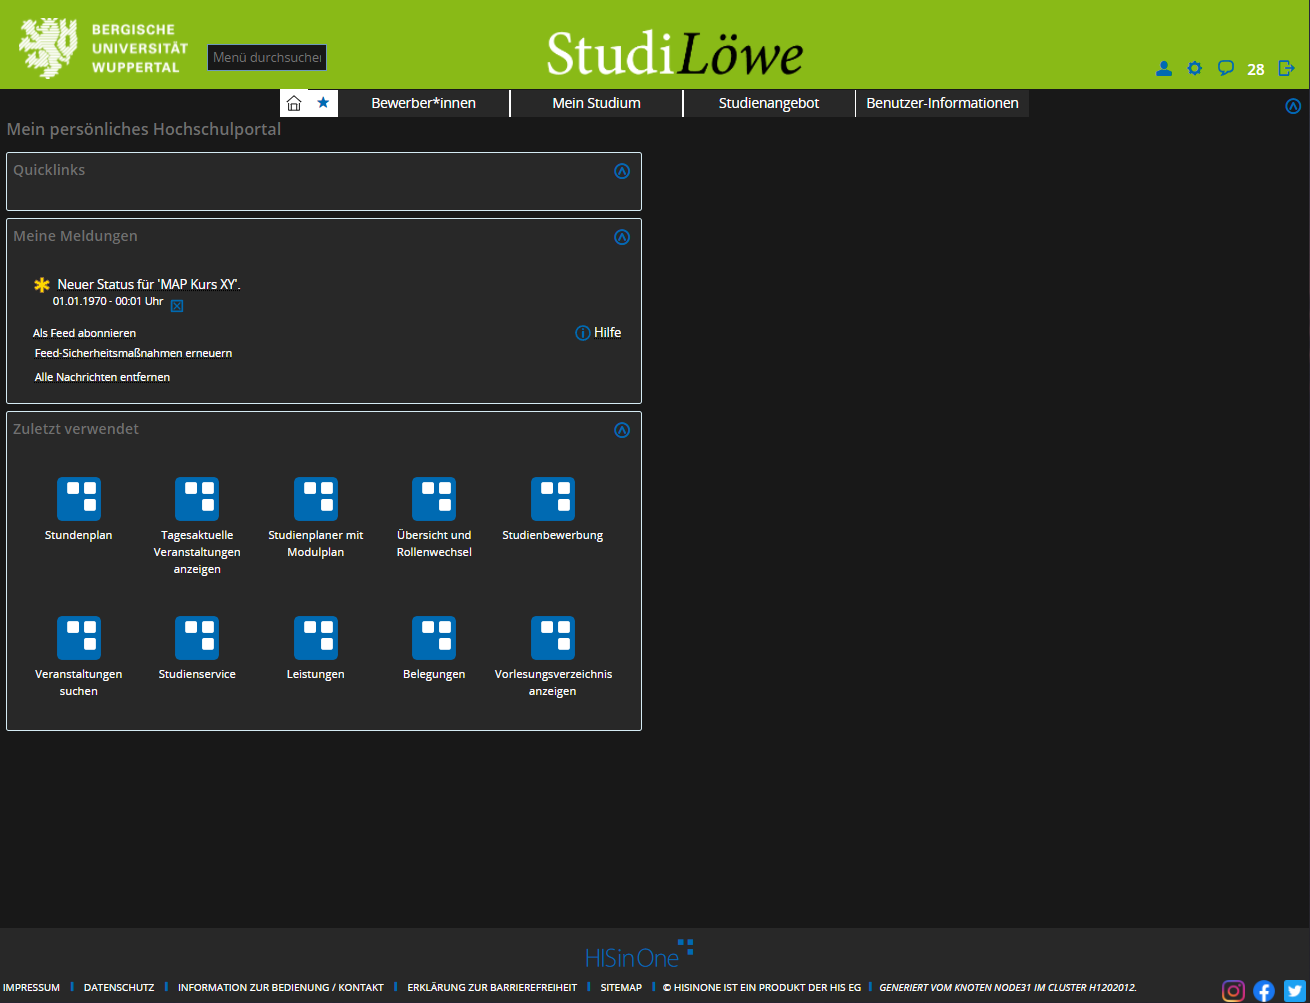 BERGISCHE
UNIVERSITÄT
WUPPERTAL
Menü durchsuchen
StudiLöwe
28
Bewerber*innen
Mein Studium
Studienangebot
Benutzer-Informationen
Mein persönliches Hochschulportal
Quicklinks
Meine Meldungen
Neuer Status für 'MAP Kurs XY'.
01.01.1970 - 00:01 Uhr
Als Feed abonnieren
Hilfe
Feed-Sicherheitsmaßnahmen erneuern
Alle Nachrichten entfernen
Zuletzt verwendet
Stundenplan
Tagesaktuelle
Veranstaltungen
anzeigen
Studienplaner mit
Modulplan
Übersicht und
Rollenwechsel
Studienbewerbung
Veranstaltungen
suchen
Studienservice
Leistungen
Belegungen
Vorlesungsverzeichnis
anzeigen
HISinOne
IMPRESSUM
DATENSCHUTZ
INFORMATION ZUR BEDIENUNG / KONTAKT
ERKLÄRUNG ZUR BARRIEREFREIHEIT
SITEMAP
© HISINONE IST EIN PRODUKT DER HIS EG
GENERIERT VOM KNOTEN NODE31 IM CLUSTER H1202012.